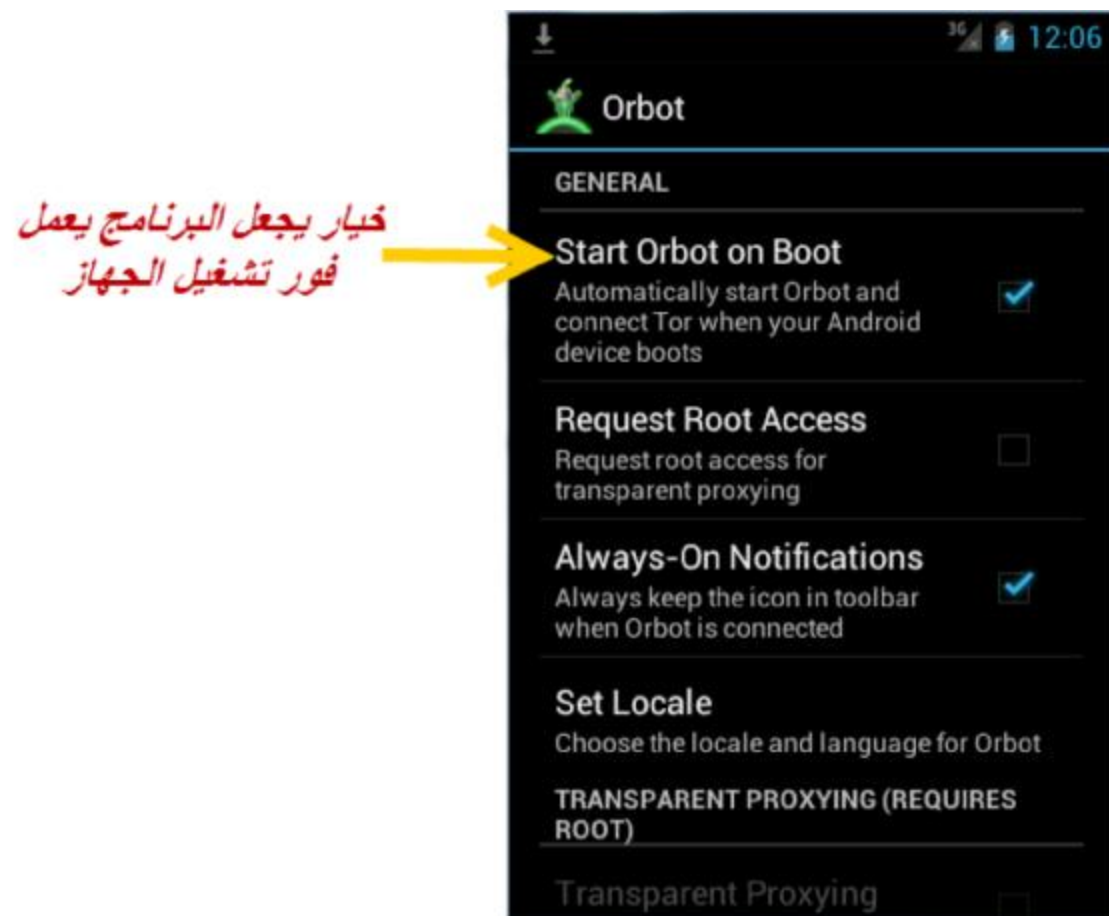 3G 12:06
Orbot
GENERAL
خيار يجعل البرنامج يعمل
فور تشغيل الجهاز
Start Orbot on Boot
Automatically start Orbot and
connect Tor when your Android
device boots
Request Root Access
Request root access for
transparent proxying
Always-On Notifications
Always keep the icon in toolbar
when Orbot is connected
Set Locale
Choose the locale and language for Orbot
TRANSPARENT PROXYING (REQUIRES
ROOT)
Transparent Proxying